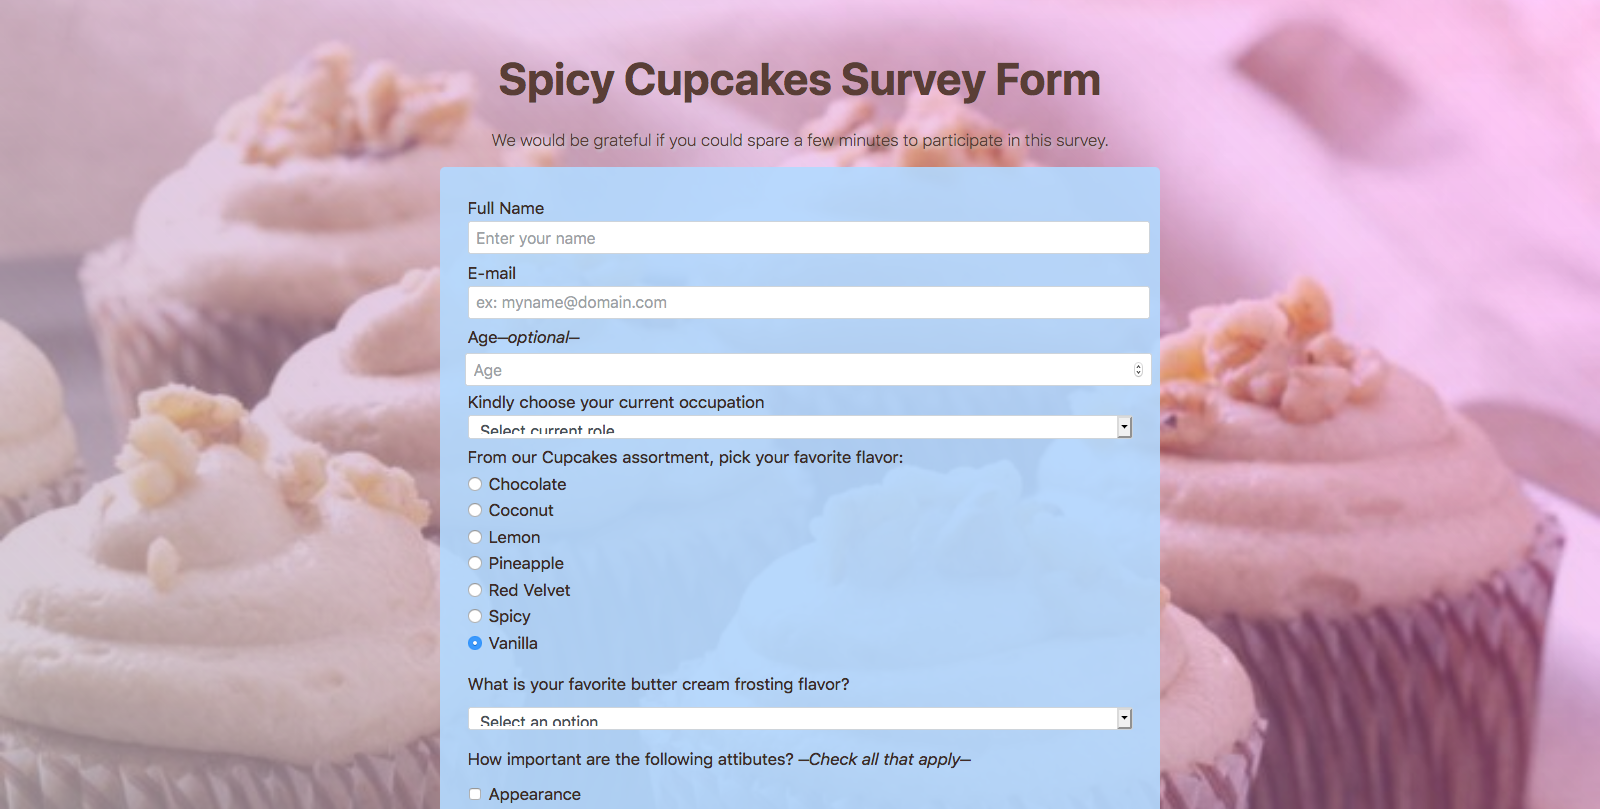 Spicy Cupcakes Survey Form
We would be grateful if you could spare a few minutes to participate in this survey.
Full Name
Enter your name
E-mail
ex: myname@domain.com
Age—optional—
Age
Kindly choose your current occupation
Select current role
From our Cupcakes assortment, pick your favorite flavor:
Chocolate
Coconut
Lemon
Pineapple
Red Velvet
Spicy
Vanilla
What is your favorite butter cream frosting flavor?
Select an option
How important are the following attibutes? —Check all that apply—
Appearance